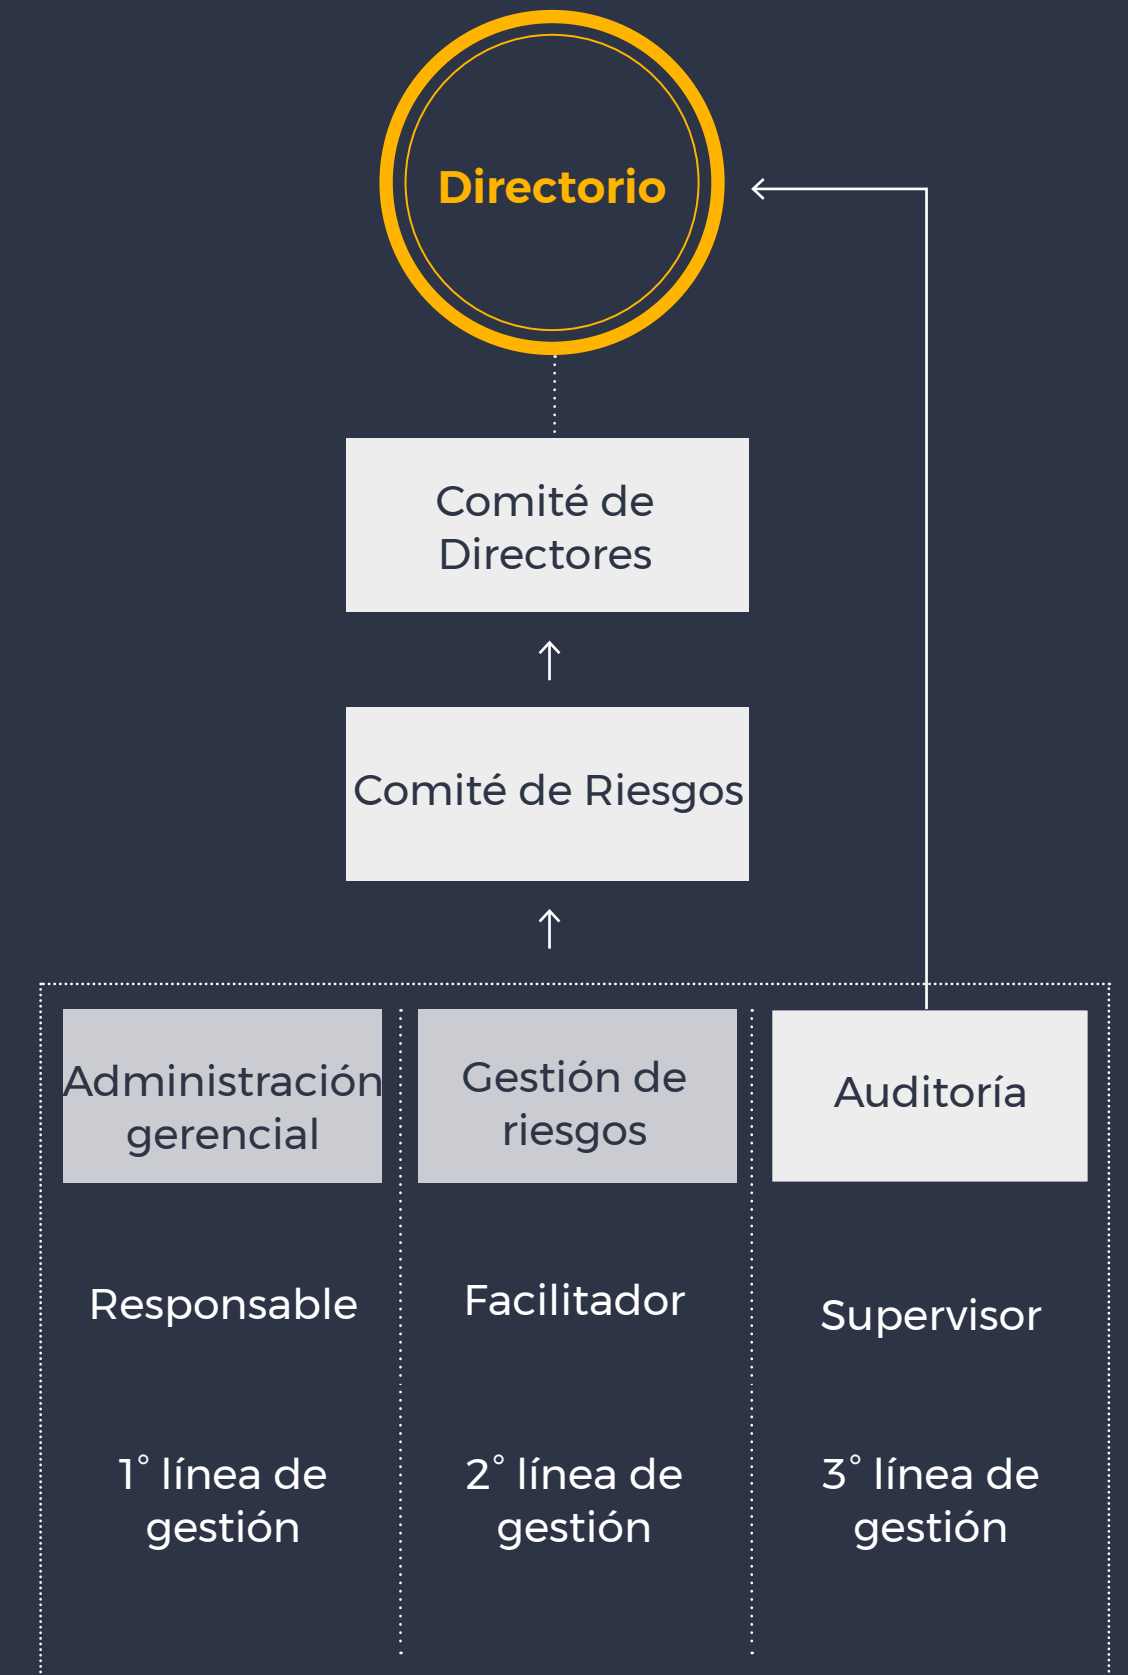 Directorio
Comité de
Directores
Comité de Riesgos
Administración
gerencial
Responsable
1° línea de
gestión
Gestión de
riesgos
Facilitador
2° línea de
gestión
Auditoría
Supervisor
3° línea de
gestión